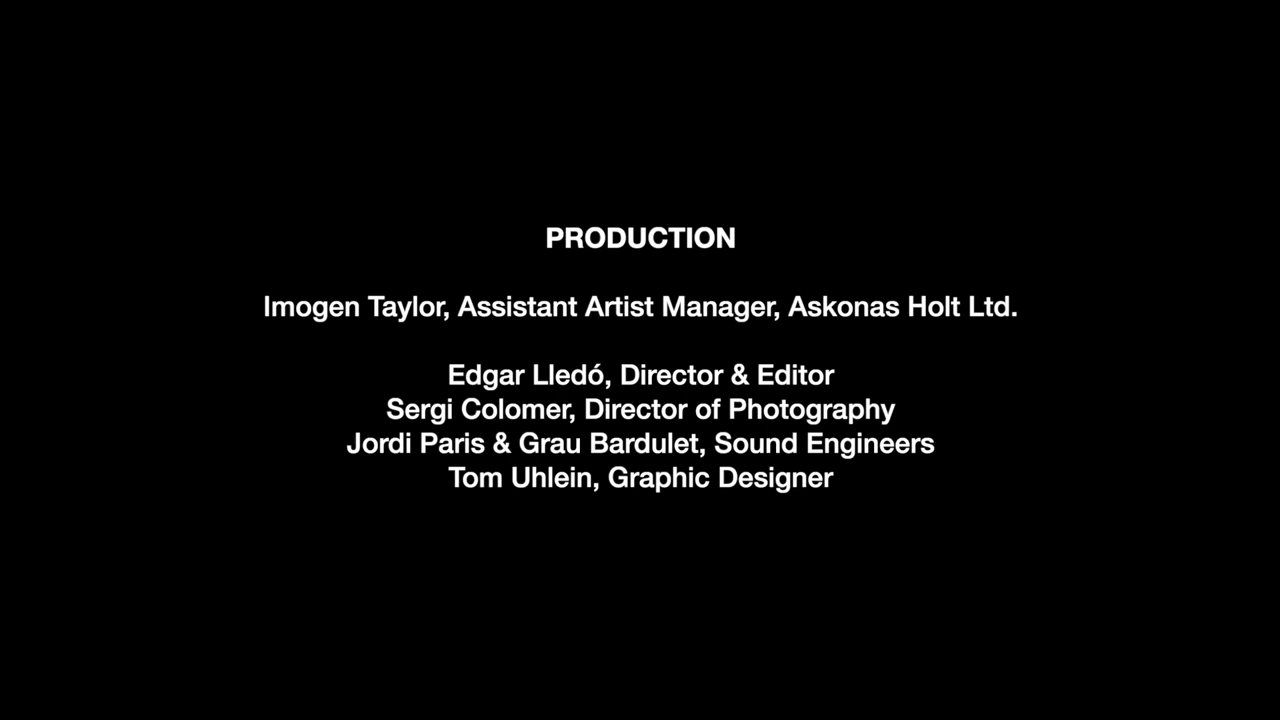 PRODUCTION
Imogen Taylor, Assistant Artist Manager, Askonas Holt Ltd.
Edgar Lledó, Director & Editor
Sergi Colomer, Director of Photography
Jordi Paris & Grau Bardulet, Sound Engineers
Tom Uhlein, Graphic Designer